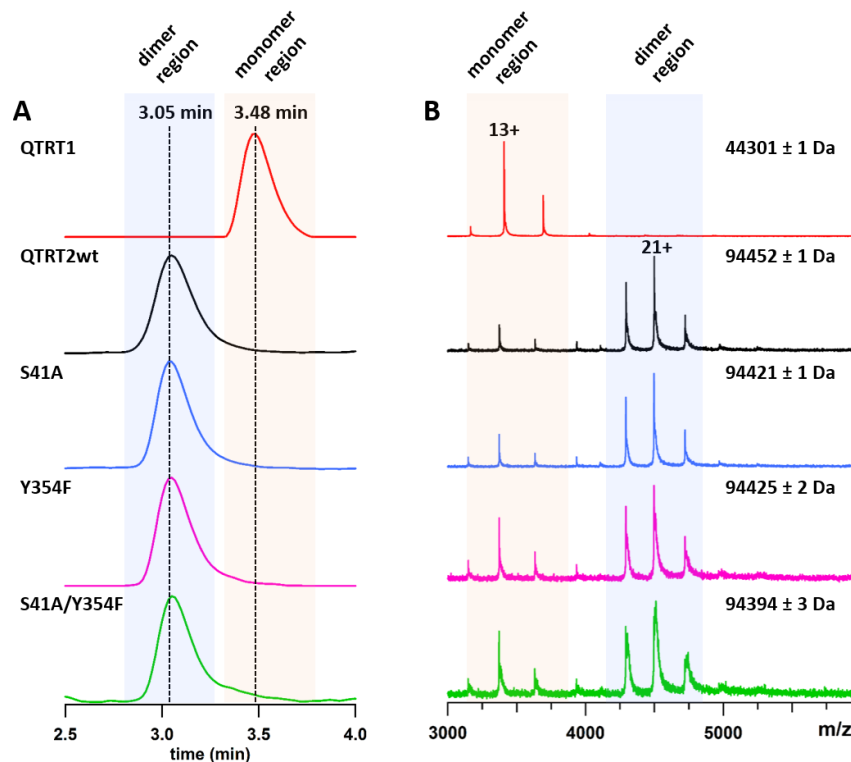 dimer
region
monomer
region
monomer
region
dimer
region
A
3.05 min
3.48 min
B
13+
QTRT1
44301 ± 1 Da
QTRT2wt
21+
94452 ± 1 Da
S41A
94421 ± 1 Da
Y354F
94425 ± 2 Da
S41A/Y354F
94394 ± 3 Da
2.5
3.0
3.5
4.0
time (min)
3000
4000
5000
m/z